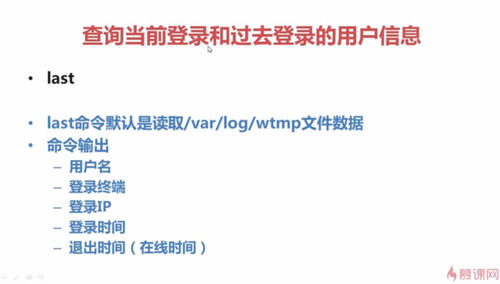 查询当前登录和过去登录的用户信息
• last
• last命令默认是读取/var/log/wtmp文件数据
• 命令输出
– 用户名
– 登录终端
– 登录IP
– 登录时间
– 退出时间（在线时间）
慕课网